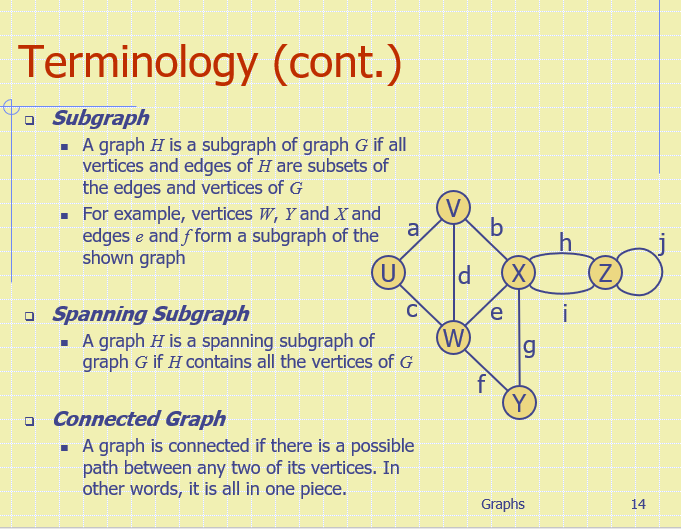 Terminology (cont.)
Subgraph
A graph H is a subgraph of graph G if all
vertices and edges of H are subsets of
the edges and vertices of G
For example, vertices W, Y and X and
edges e and f form a subgraph of the
shown graph
Spanning Subgraph
A graph H is a spanning subgraph of
graph G if H contains all the vertices of G
Connected Graph
A graph is connected if there is a possible
path between any two of its vertices. In
other words, it is all in one piece.
V
a
b
h
j
U
d
X
Z
c
e
i
W
g
f
Y
Graphs
14